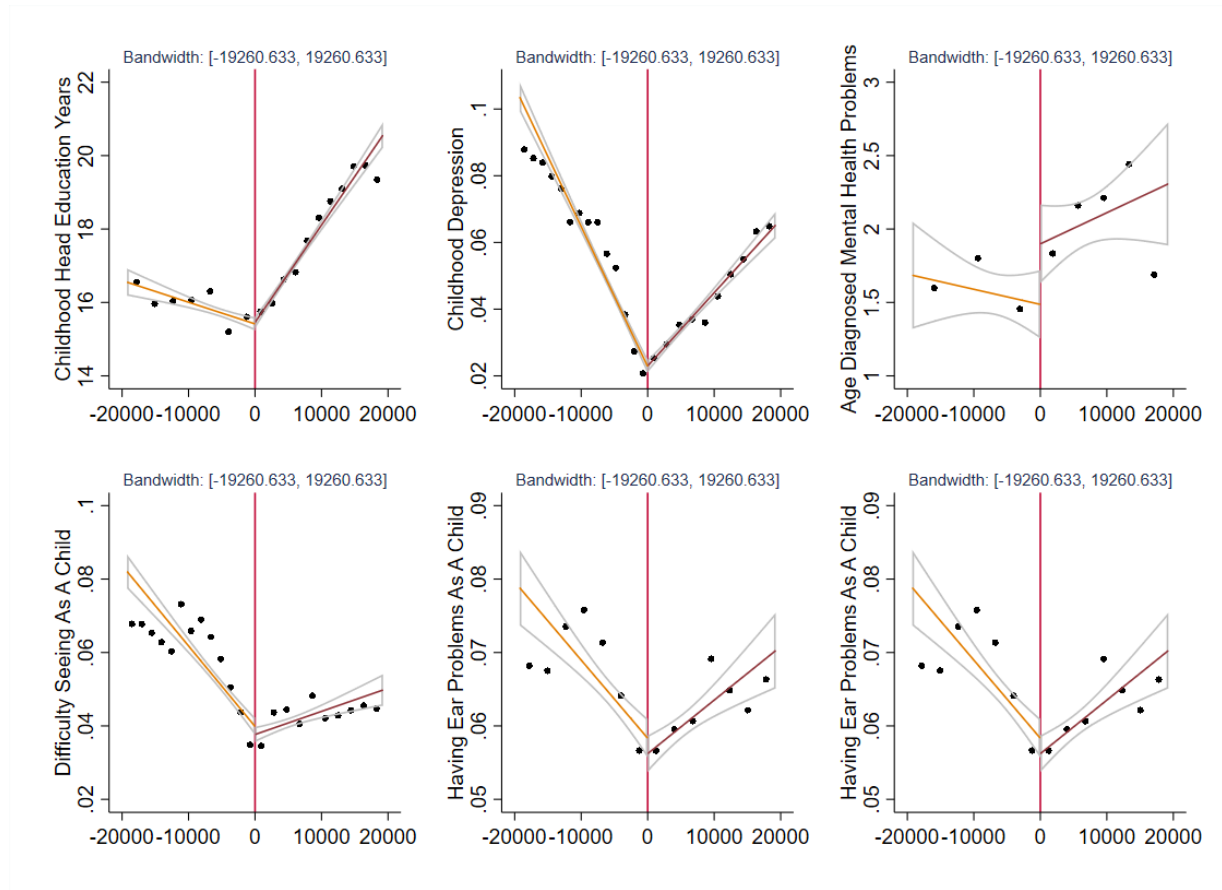 Bandwidth: [-19260.633, 19260.633]
Childhood Head Education Years
22
20
18
16
14
-20000 -10000 0 10000 20000
Bandwidth: [-19260.633, 19260.633]
Childhood Depression
.1
.08
.06
.04
.02
-20000 -10000 0 10000 20000
Bandwidth: [-19260.633, 19260.633]
Age Diagnosed Mental Health Problems
3
2.5
2
1.5
1
-20000 -10000 0 10000 20000
Bandwidth: [-19260.633, 19260.633]
Difficulty Seeing As A Child
.1
.08
.06
.04
.02
-20000 -10000 0 10000 20000
Bandwidth: [-19260.633, 19260.633]
Having Ear Problems As A Child
.09
.08
.07
.06
.05
-20000 -10000 0 10000 20000
Bandwidth: [-19260.633, 19260.633]
Having Ear Problems As A Child
.09
.08
.07
.06
.05
-20000 -10000 0 10000 20000